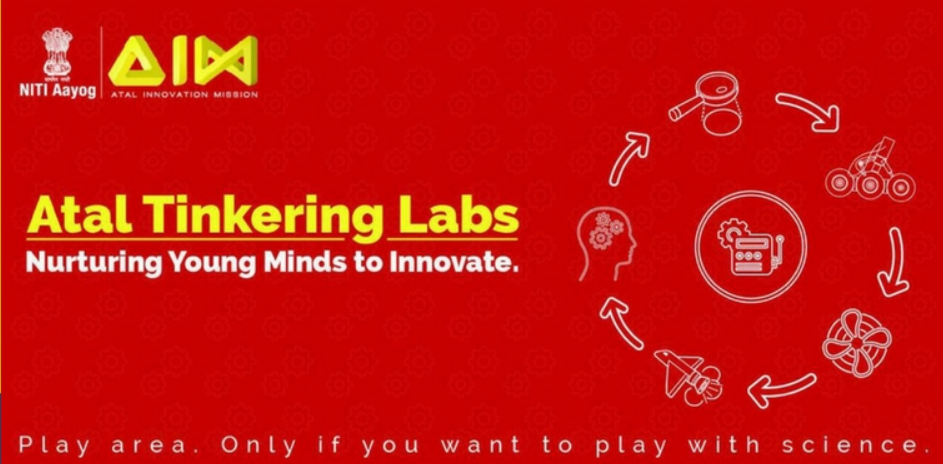 NITI Aayog
AIM
ATAL INNOVATION MISSION
Atal Tinkering Labs
Nurturing Young Minds to Innovate.
Play area. Only if you want to play with science.